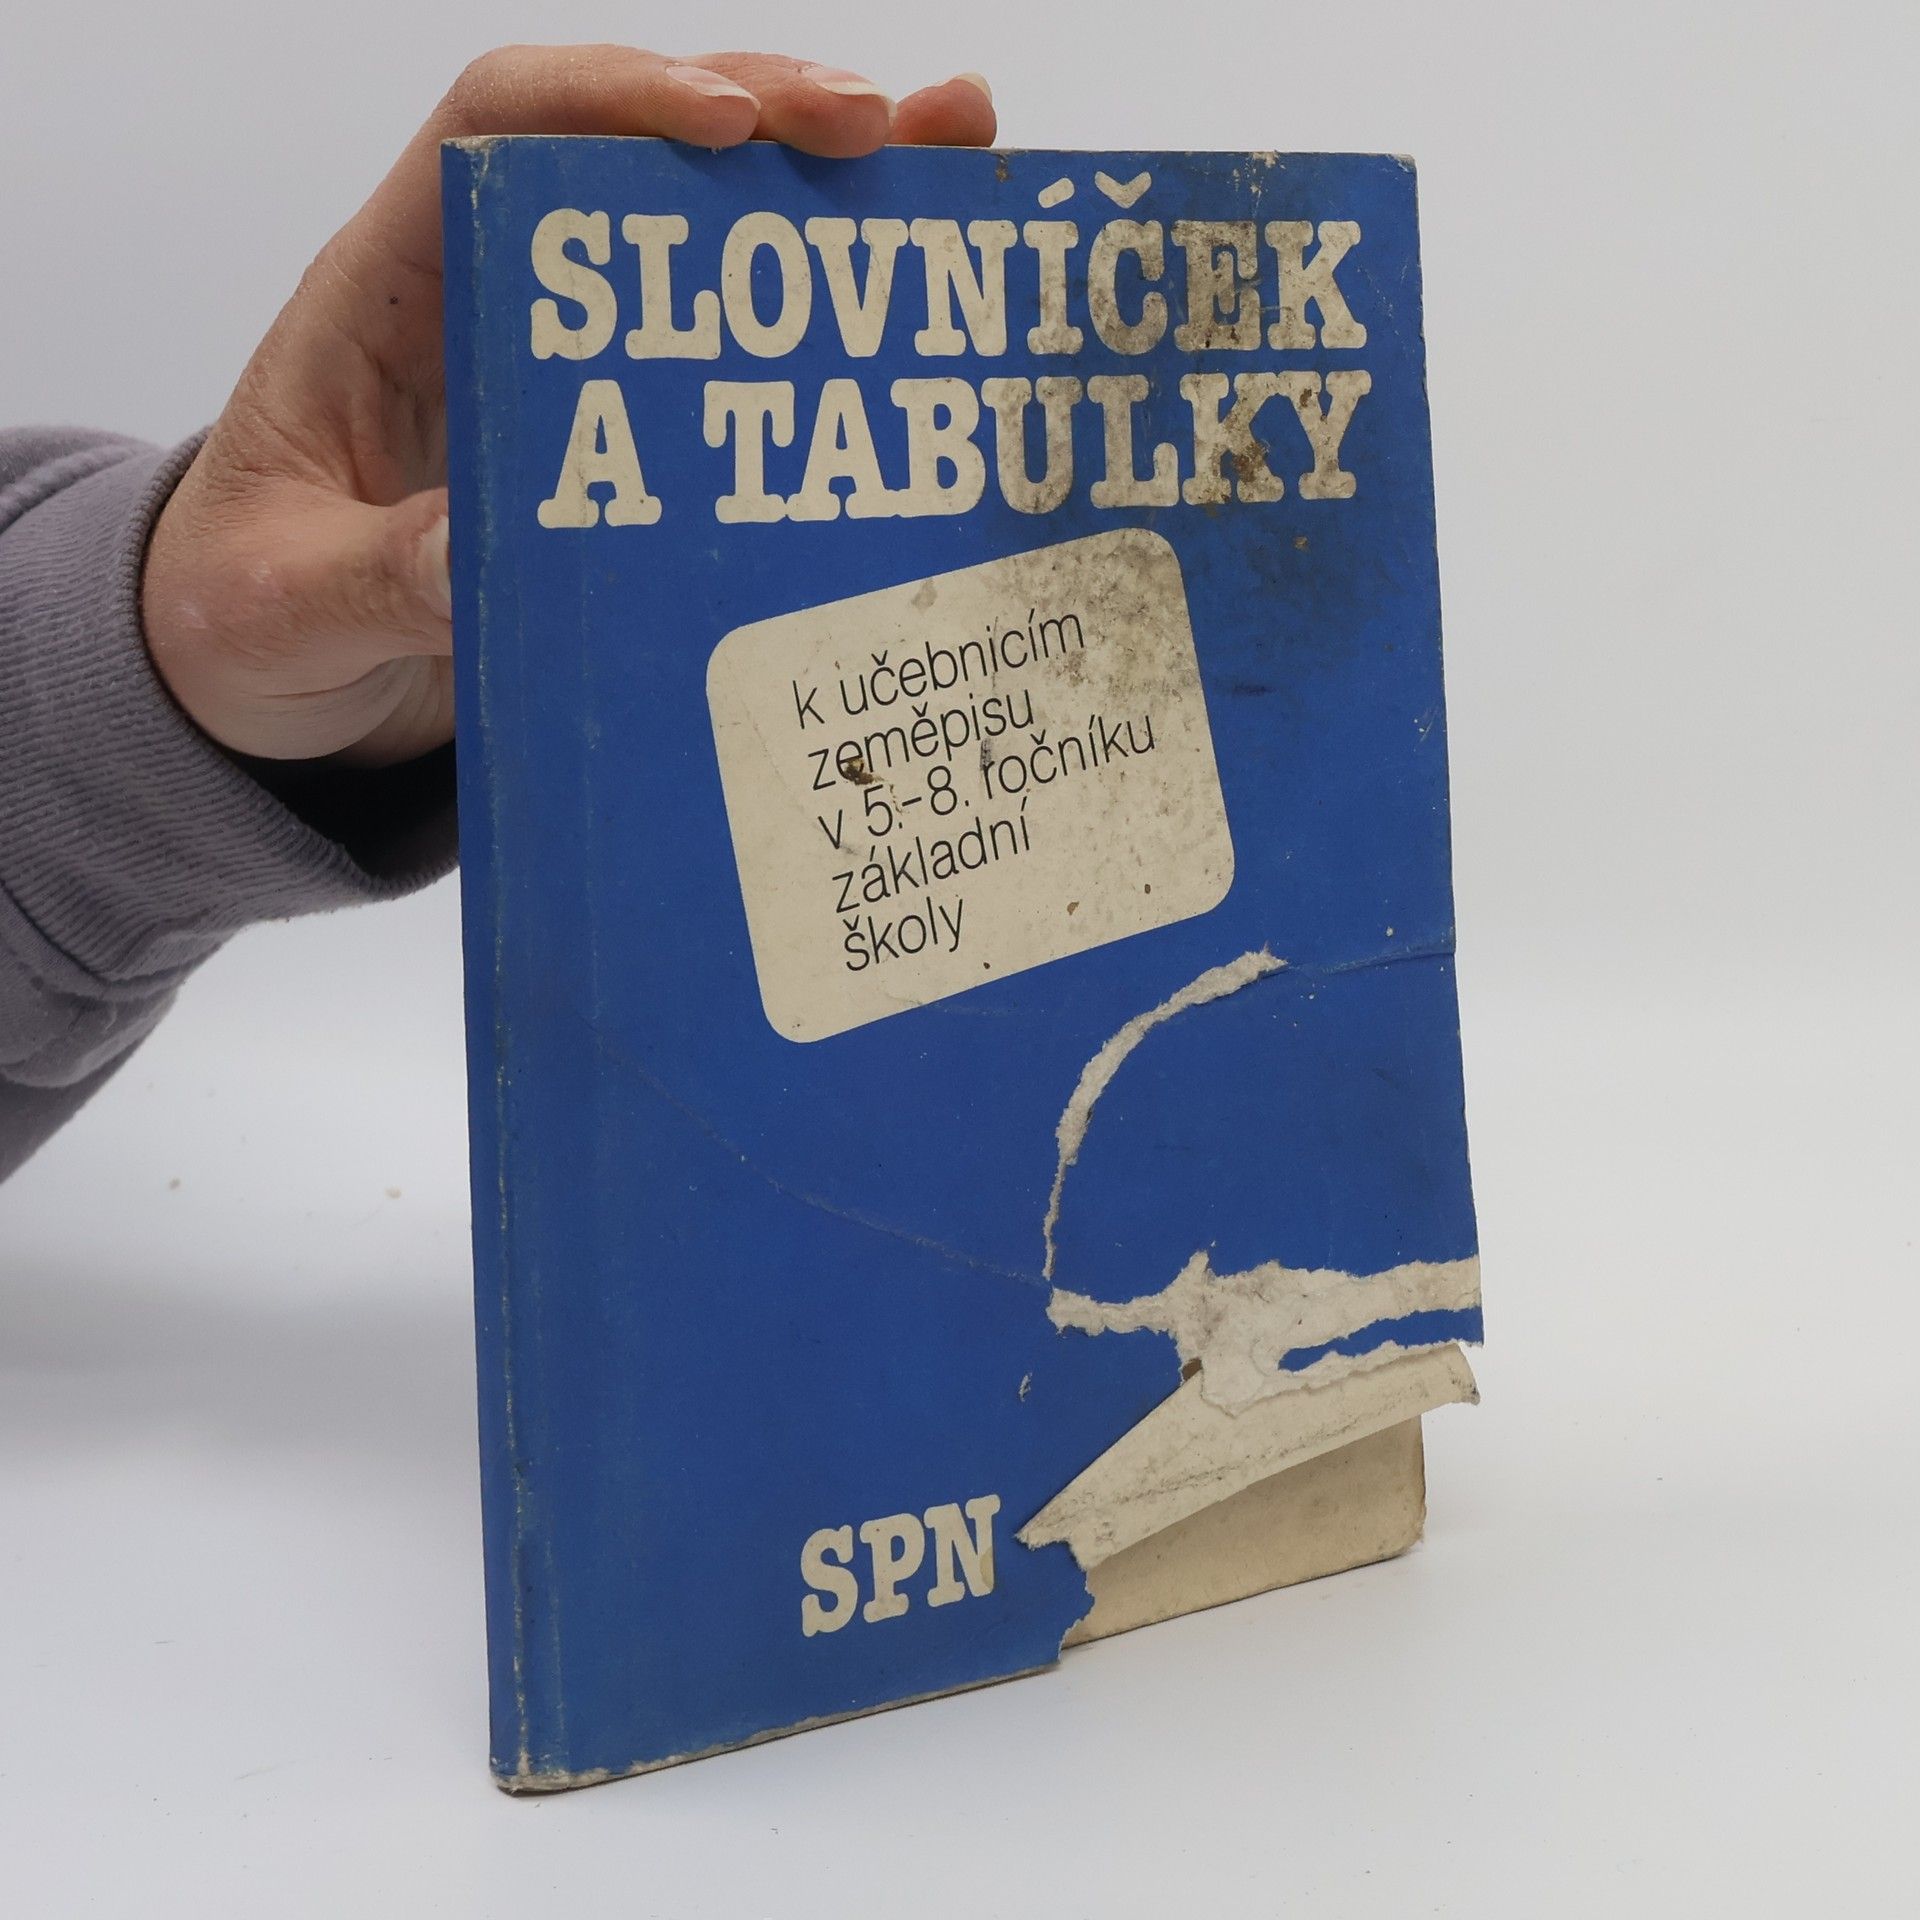 SLOVNÍČEK
A TABULKY
k učebnicím
zeměpisu
v 5.-8. ročníku
základní
školy
SPN